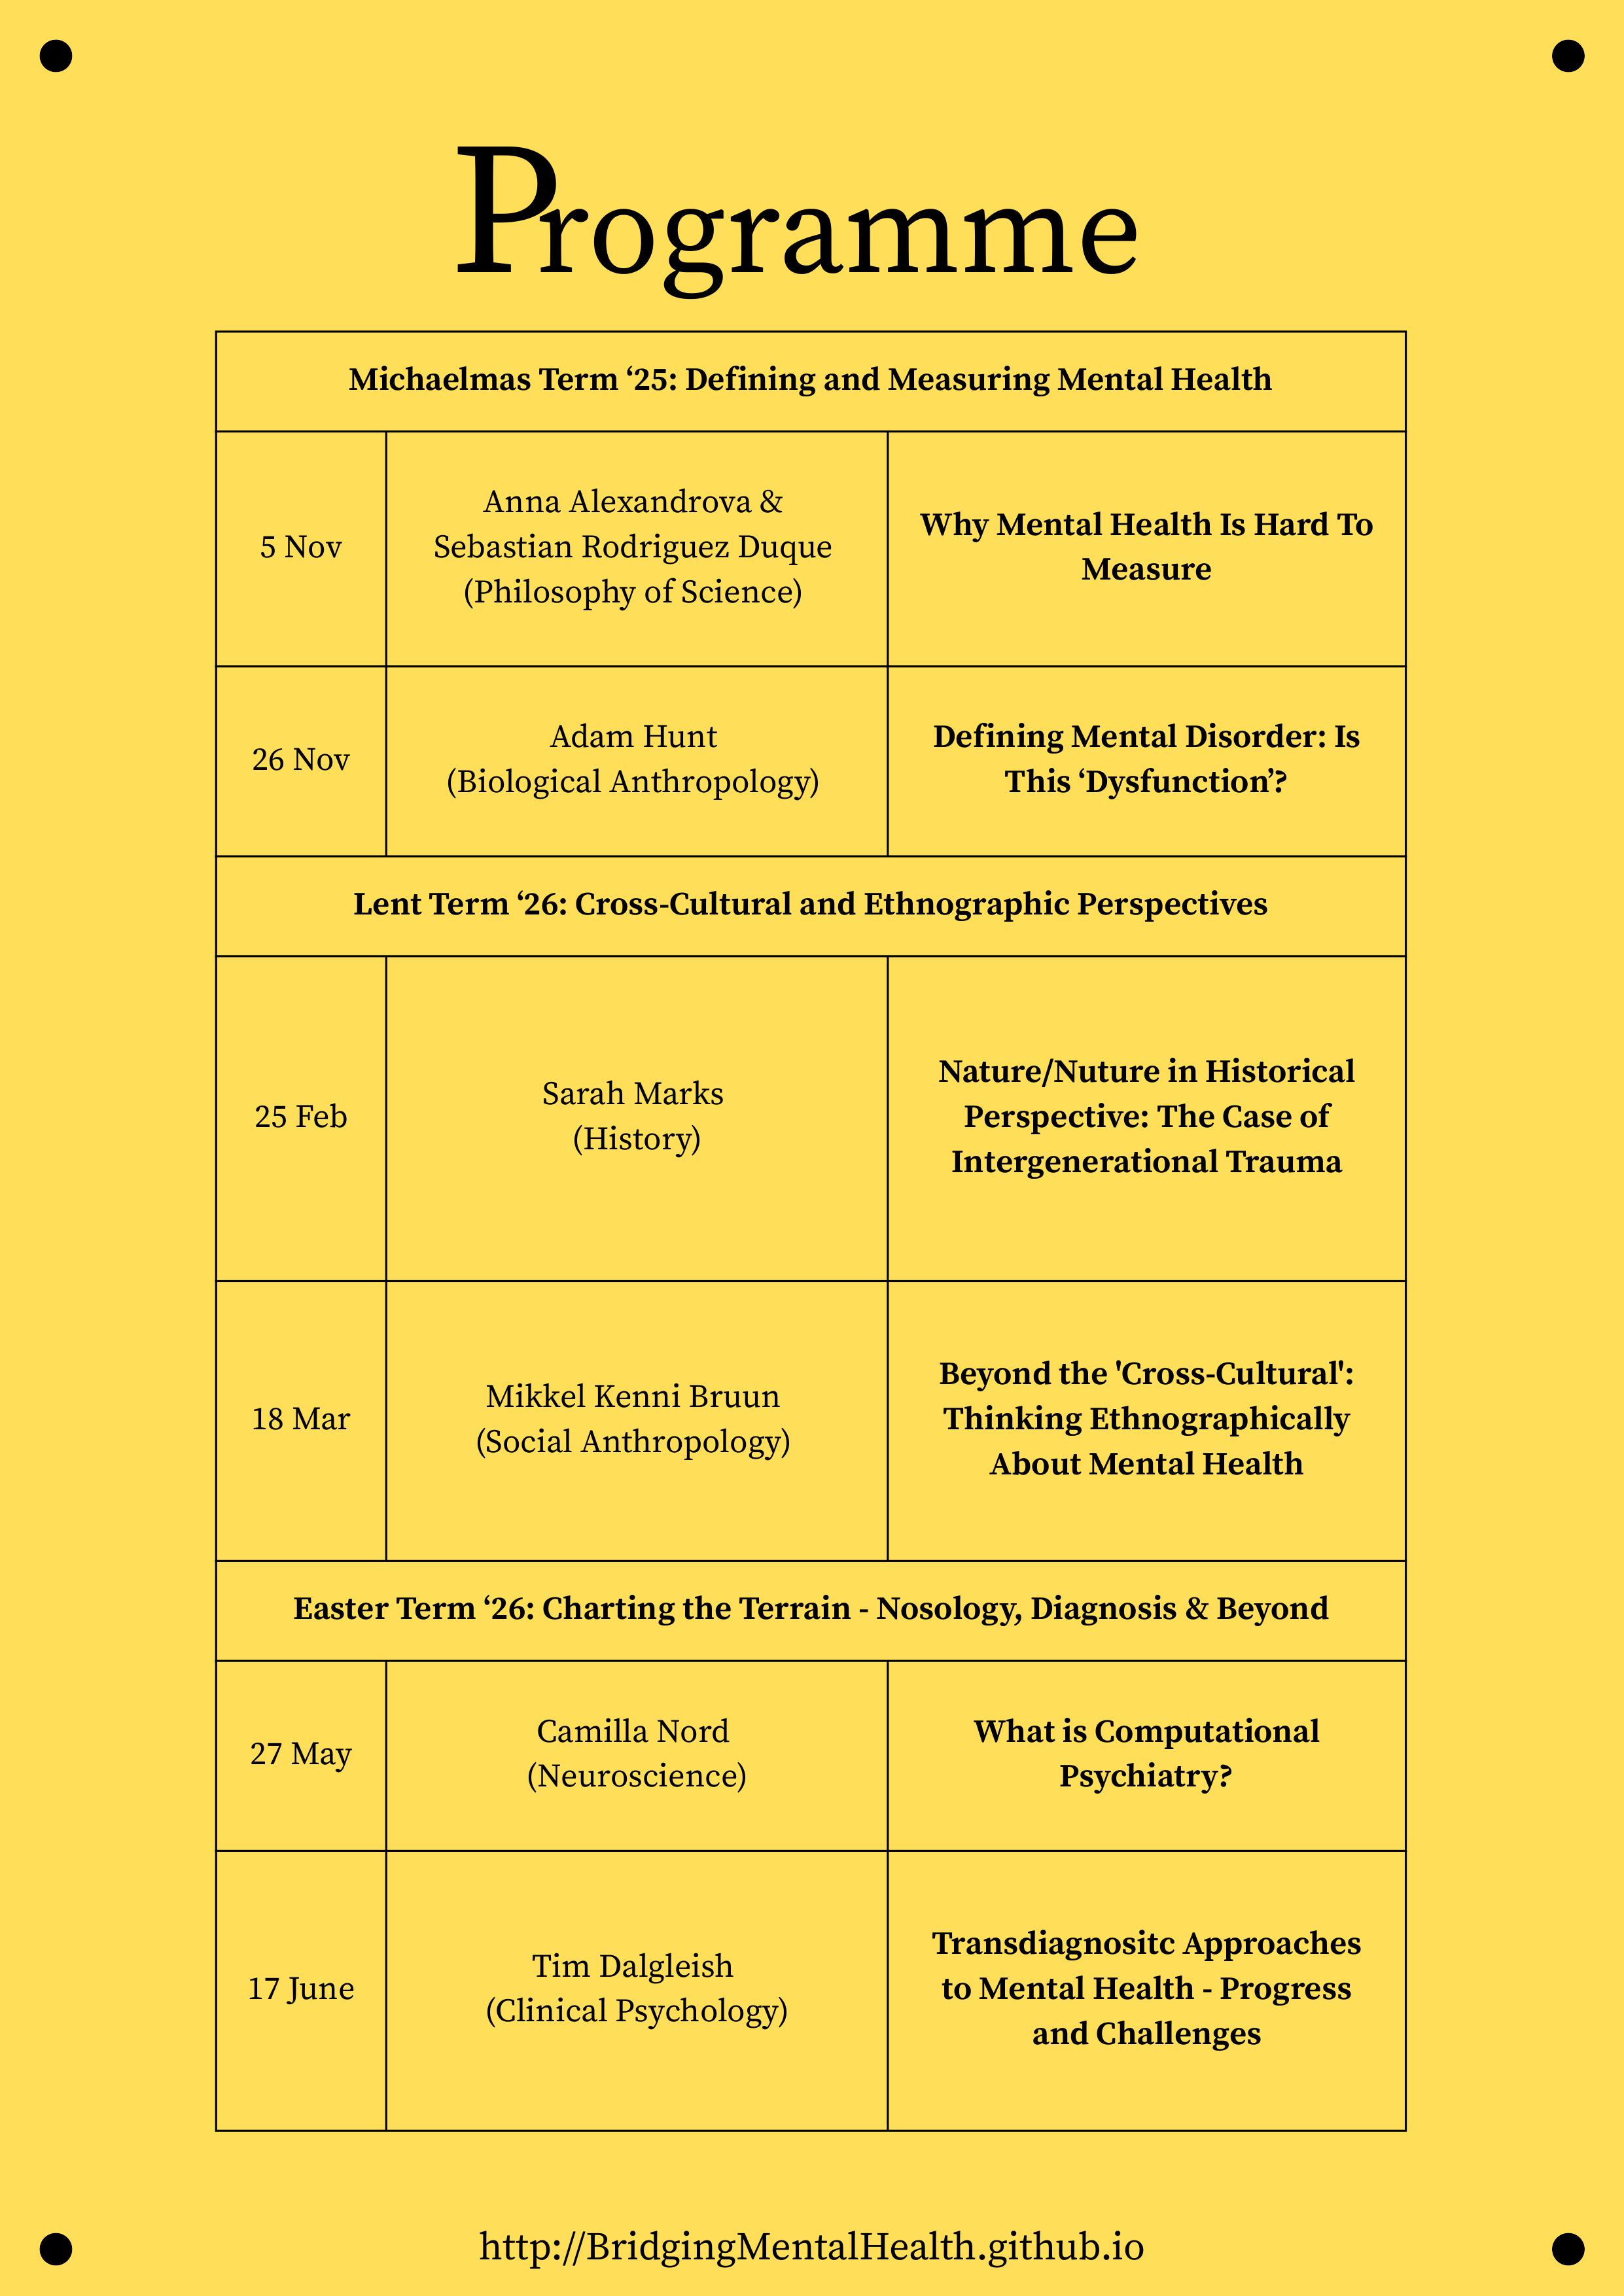 Programme
Michaelmas Term ‘25: Defining and Measuring Mental Health
5 Nov
Anna Alexandrova &
Sebastian Rodriguez Duque
(Philosophy of Science)
Why Mental Health Is Hard To
Measure
26 Nov
Adam Hunt
(Biological Anthropology)
Defining Mental Disorder: Is
This ‘Dysfunction’?
Lent Term ‘26: Cross-Cultural and Ethnographic Perspectives
25 Feb
Sarah Marks
(History)
Nature/Nuture in Historical
Perspective: The Case of
Intergenerational Trauma
18 Mar
Mikkel Kenni Bruun
(Social Anthropology)
Beyond the 'Cross-Cultural':
Thinking Ethnographically
About Mental Health
Easter Term ‘26: Charting the Terrain - Nosology, Diagnosis & Beyond
27 May
Camilla Nord
(Neuroscience)
What is Computational
Psychiatry?
17 June
Tim Dalgleish
(Clinical Psychology)
Transdiagnositc Approaches
to Mental Health - Progress
and Challenges
http://BridgingMentalHealth.github.io